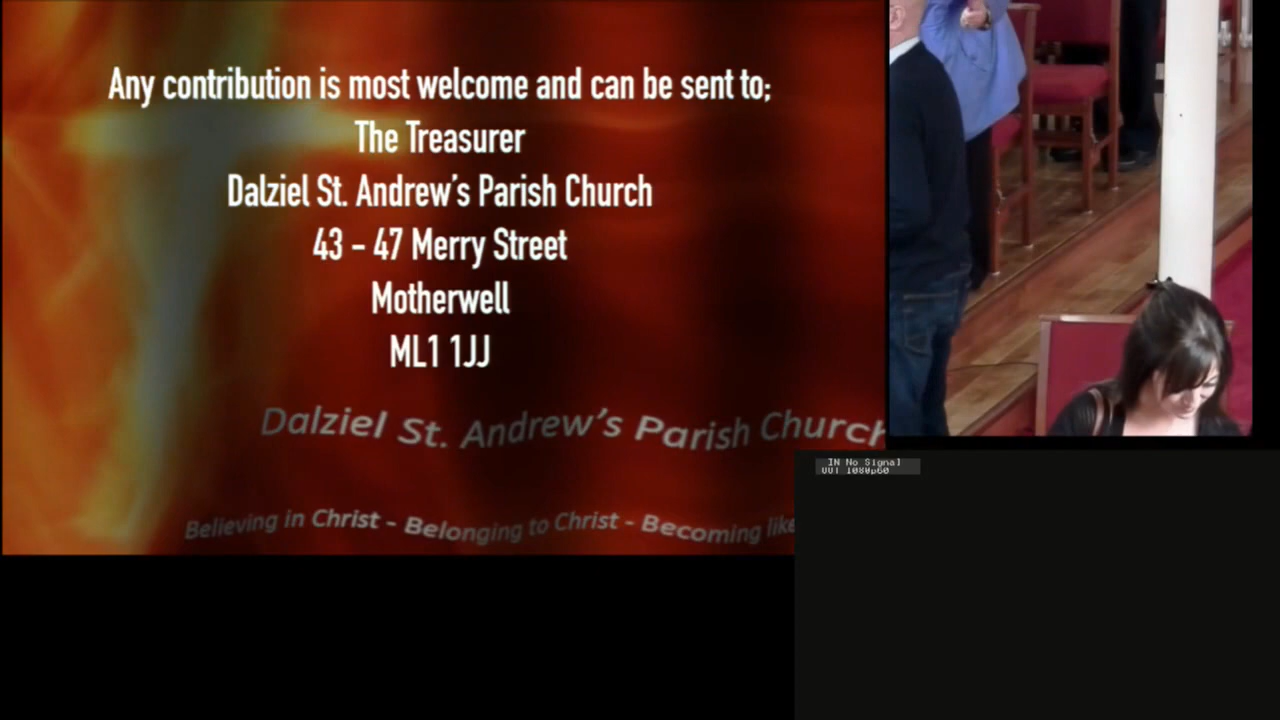 Any contribution is most welcome and can be sent to;
The Treasurer
Dalziel St. Andrew's Parish Church
43 - 47 Merry Street
Motherwell
ML1 1JJ
Dalziel St. Andrew's Parish Church
Believing in Christ - Belonging to Christ - Becoming like
IN No Signal
OUT 1080p60